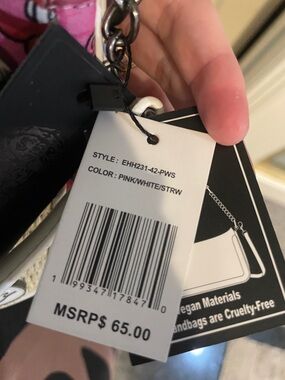 STYLE : EHH231-42-PWS
COLOR : PINK/WHITE/STRW
1 99347 17847 0
MSRP$ 65.00
egan Materials
andbags are Cruelty-Free